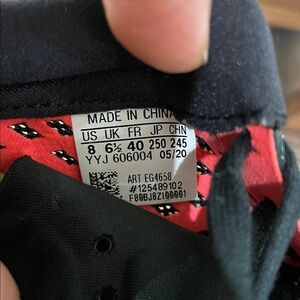 MADE IN CHINA
US UK FR JP CHN
8 6½ 40 250 245
YYJ 606004 05/20
ART EG4658
#125489102